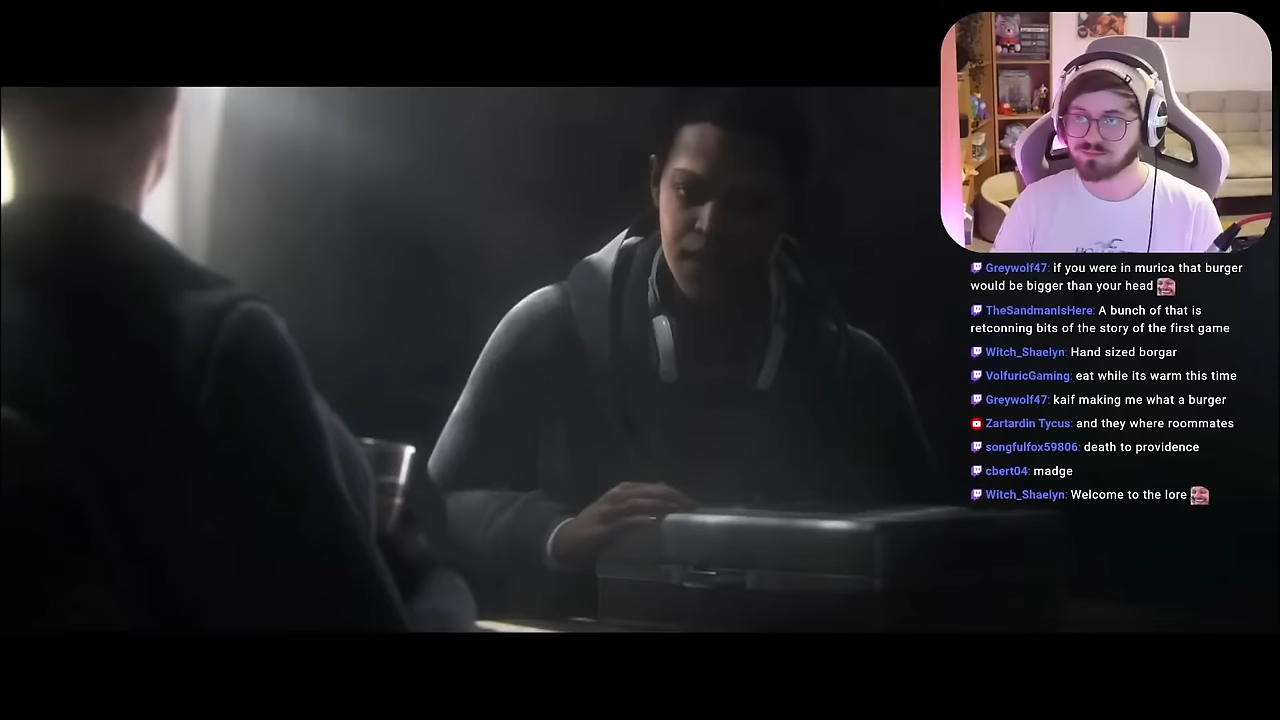 Greywolf47: if you were in murica that burger
would be bigger than your head
TheSandmanIsHere: A bunch of that is
retconning bits of the story of the first game
Witch_Shaelyn: Hand sized borgar
VolfuricGaming: eat while its warm this time
Greywolf47: kaif making me what a burger
Zartardin Tycus: and they where roommates
songfulfox59806: death to providence
cbert04: madge
Witch_Shaelyn: Welcome to the lore